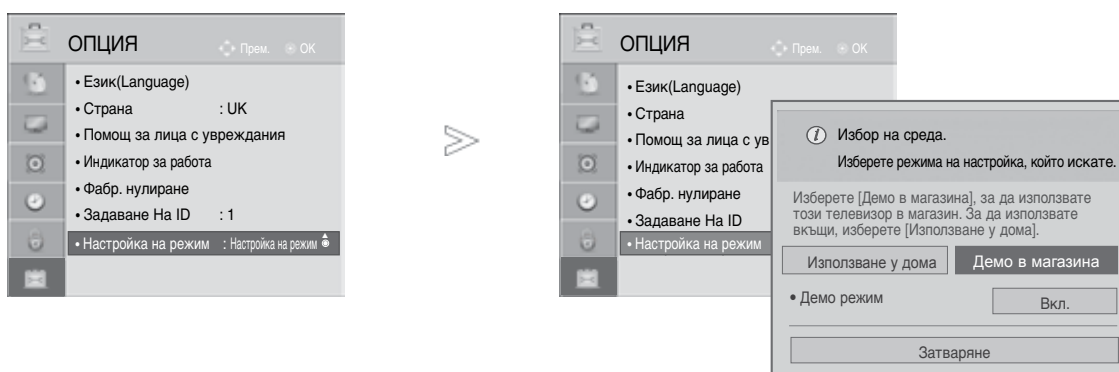 ОПЦИЯ
Прем. OK
• Език(Language)
• Страна : UK
• Помощ за лица с увреждания
• Индикатор за работа
• Фабр. нулиране
• Задаване На ID : 1
• Настройка на режим : Настройка на режим
ОПЦИЯ
Прем. OK
• Език(Language)
• Страна
• Помощ за лица с ув
• Индикатор за работа
• Фабр. нулиране
• Задаване На ID
• Настройка на режим
Избор на среда.
Изберете режима на настройка, който искате.
Изберете [Демо в магазина], за да използвате
този телевизор в магазин. За да използвате
вкъщи, изберете [Използване у дома].
Използване у дома Демо в магазина
• Демо режим Вкл.
Затваряне